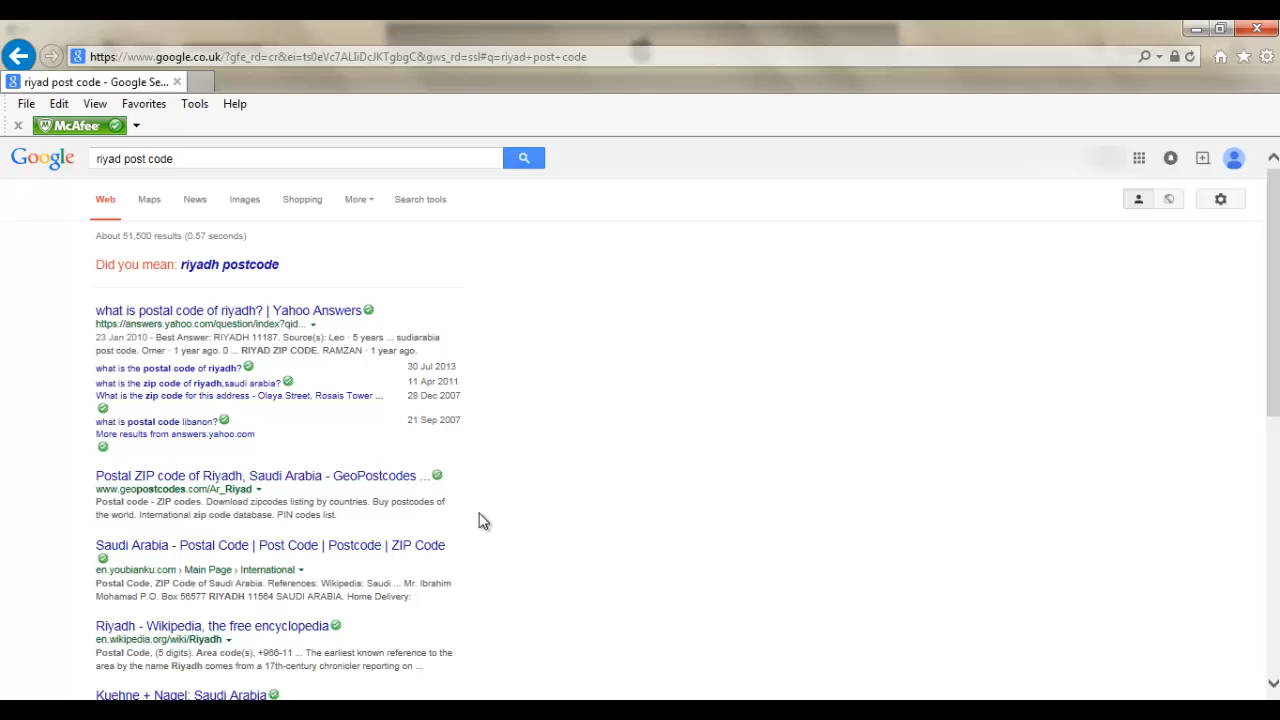 https://www.google.co.uk/?gfe_rd=cr&ei=ts0eVc7ALIiDcJKTgbgC&gws_rd=ssl#q=riyad+post+code
riyad post code - Google Se...
File Edit View Favorites Tools Help
McAfee
Google riyad post code
Web Maps News Images Shopping More Search tools
About 51,500 results (0.57 seconds)
Did you mean: riyadh postcode
what is postal code of riyadh? | Yahoo Answers
https://answers.yahoo.com/question/index?qid...
23 Jan 2010 - Best Answer: RIYADH 11187. Source(s): Leo · 5 years ... sudiarabia
post code. Omer · 1 year ago. 0 ... RIYAD ZIP CODE. RAMZAN · 1 year ago.
what is the postal code of riyadh? 30 Jul 2013
what is the zip code of riyadh,saudi arabia? 11 Apr 2011
What is the zip code for this address - Olaya Street, Rosais Tower ... 28 Dec 2007
what is postal code libanon? 21 Sep 2007
More results from answers.yahoo.com
Postal ZIP code of Riyadh, Saudi Arabia - GeoPostcodes ...
www.geopostcodes.com/Ar_Riyad
Postal code - ZIP codes. Download zipcodes listing by countries. Buy postcodes of
the world. International zip code database. PIN codes list.
Saudi Arabia - Postal Code | Post Code | Postcode | ZIP Code
en.youbianku.com › Main Page › International
Postal Code, ZIP Code of Saudi Arabia. References: Wikipedia: Saudi ... Mr. Ibrahim
Mohamad P.O. Box 56577 RIYADH 11564 SAUDI ARABIA. Home Delivery:
Riyadh - Wikipedia, the free encyclopedia
en.wikipedia.org/wiki/Riyadh
Postal Code, (5 digits). Area code(s), +966-11 ... The earliest known reference to the
area by the name Riyadh comes from a 17th-century chronicler reporting on ...
Kuehne + Nagel: Saudi Arabia